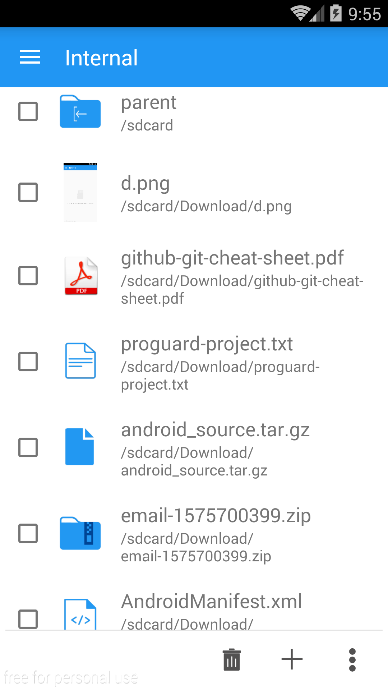 9:55
Internal
parent
/sdcard
d.png
/sdcard/Download/d.png
github-git-cheat-sheet.pdf
/sdcard/Download/github-git-cheat-
sheet.pdf
PDF
proguard-project.txt
/sdcard/Download/proguard-
project.txt
android_source.tar.gz
/sdcard/Download/
android_source.tar.gz
email-1575700399.zip
/sdcard/Download/
email-1575700399.zip
AndroidManifest.xml
/sdcard/Download/
free for personal use